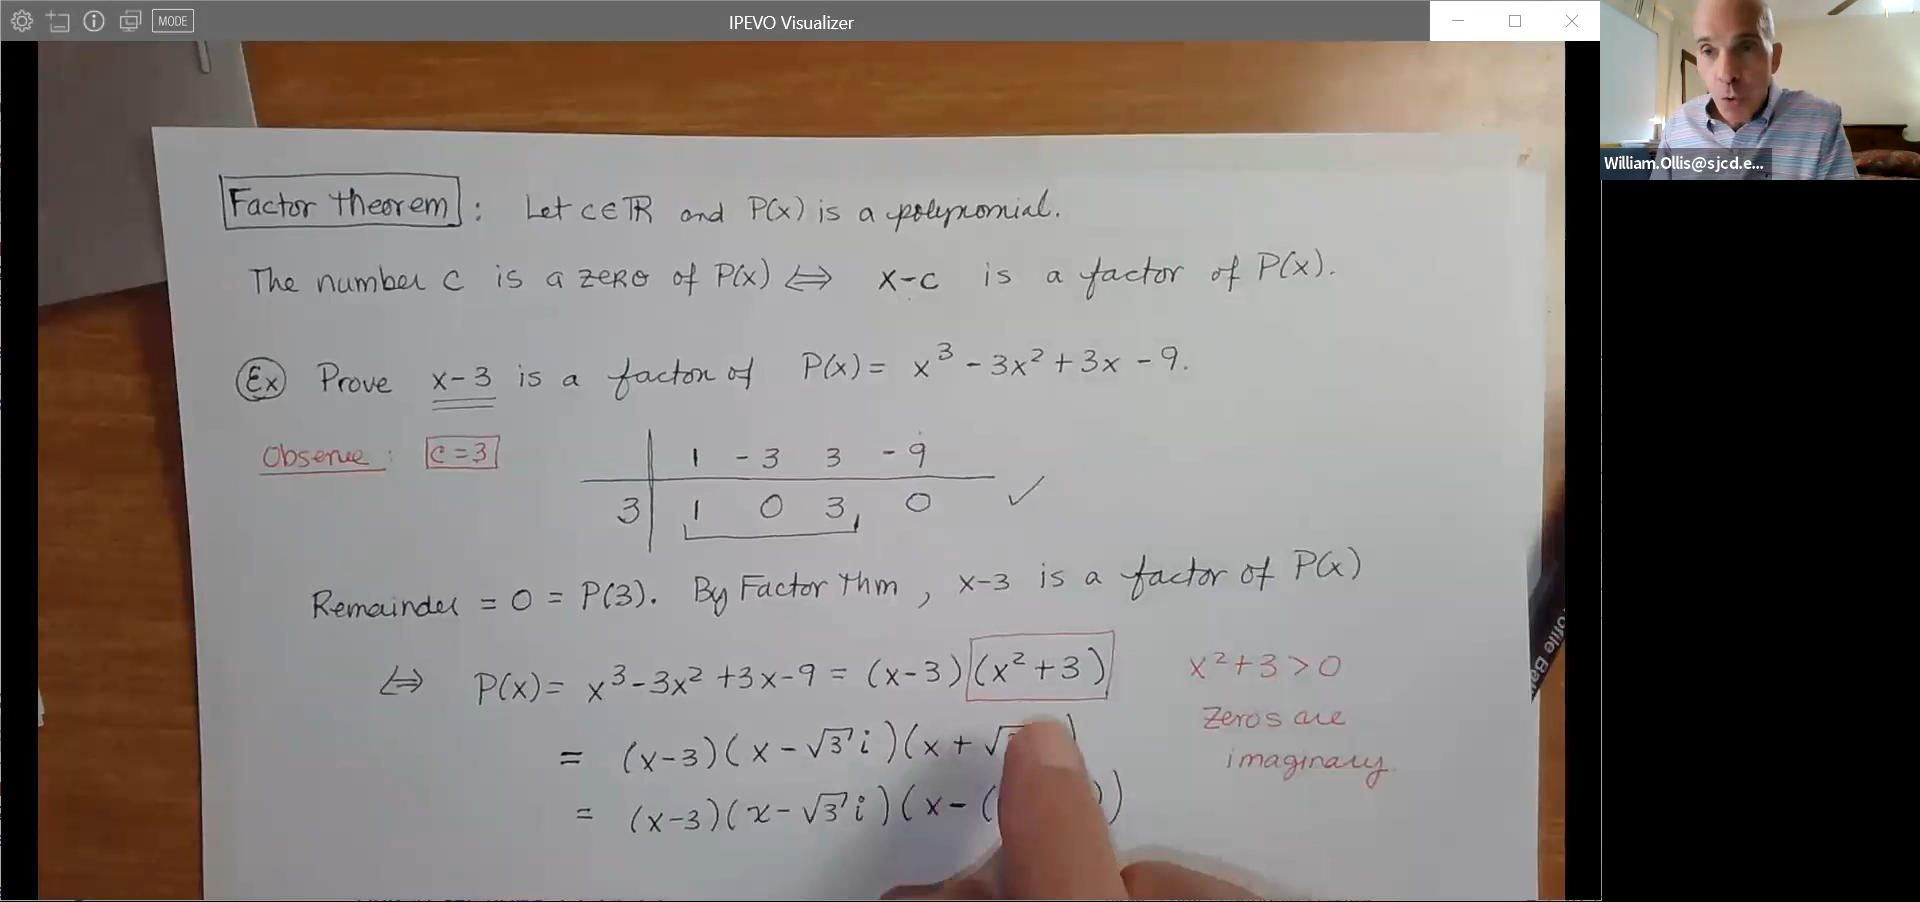 MODE
IPEVO Visualizer
William.Ollis@sjcd.e...
Factor theorem : Let c∈ℝ and P(x) is a polynomial.
The number c is a zero of P(x) ⟺ x-c is a factor of P(x).
Ex Prove x-3 is a factor of P(x) = x³ - 3x² + 3x - 9.
Observe : c=3
1 -3 3 -9
3 1 0 3 0 ✓
Remainder = 0 = P(3). By Factor Thm, x-3 is a factor of P(x)
⟺ P(x) = x³-3x²+3x-9 = (x-3)(x²+3)
x²+3 > 0
Zeros are
imaginary.
= (x-3)(x-√3 i)(x+√
= (x-3)(x-√3 i)(x-( ))
ofile Ba